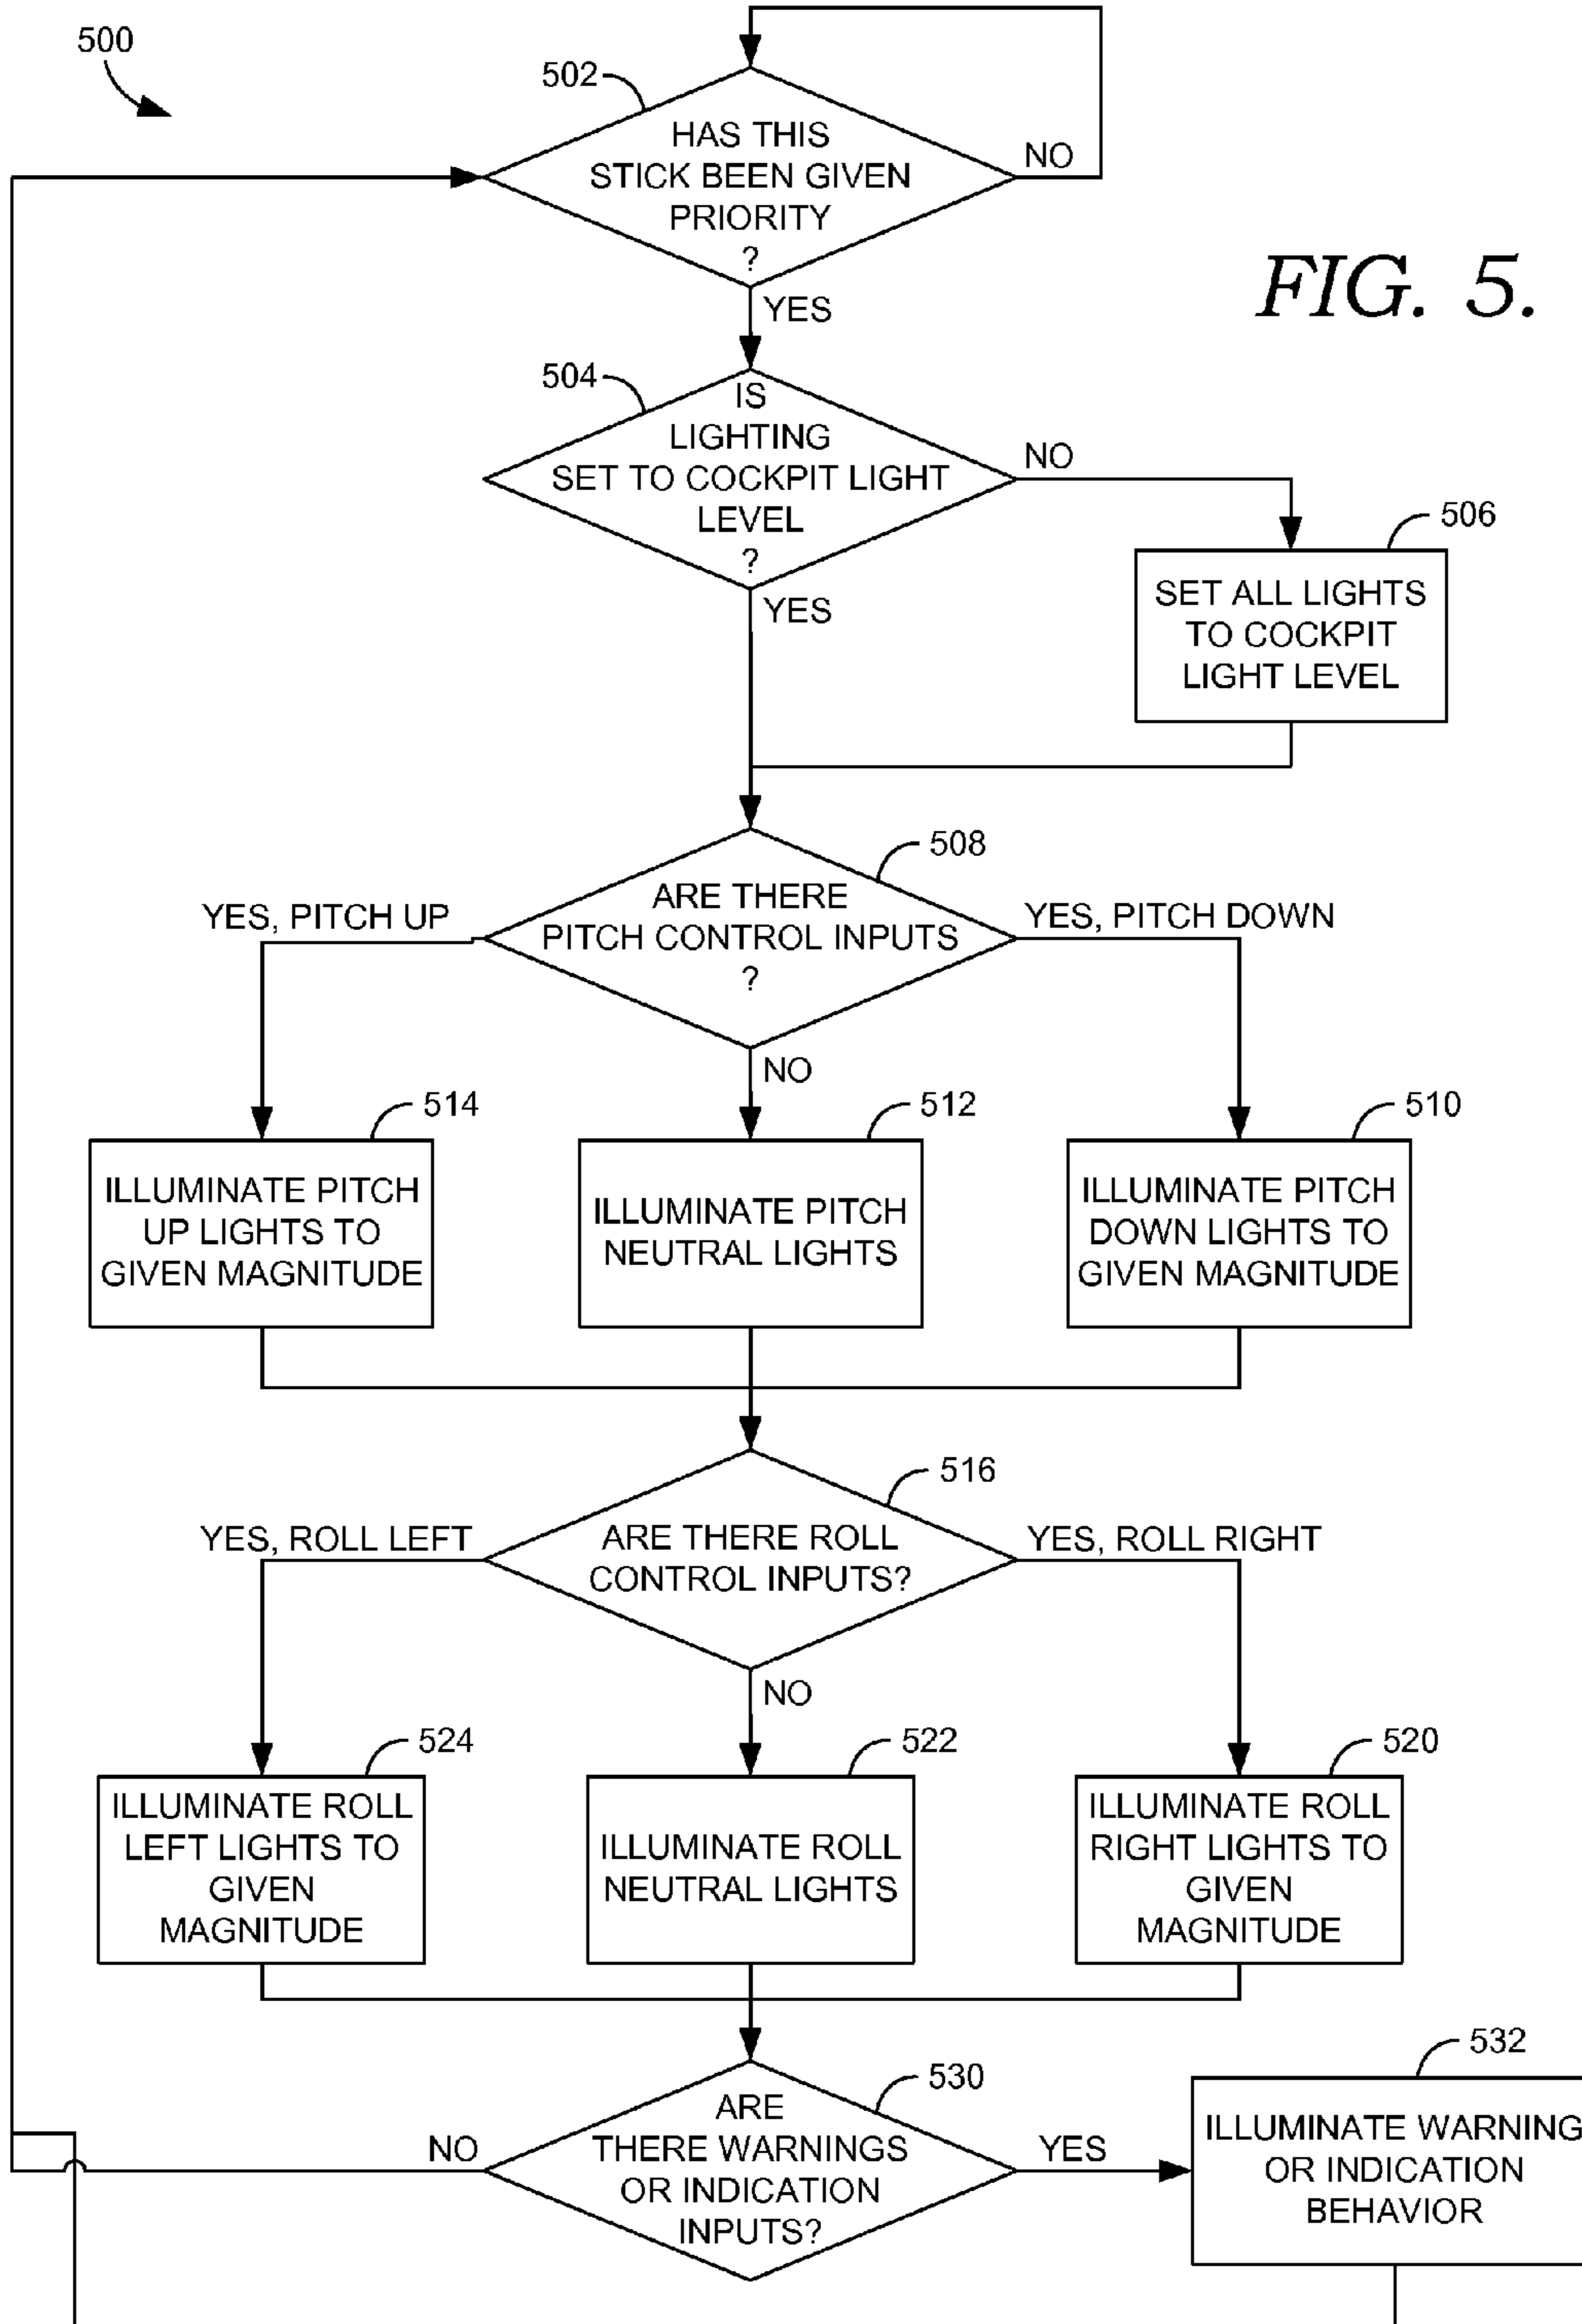 500
502
HAS THIS
STICK BEEN GIVEN
PRIORITY
?
NO
YES
FIG. 5.
504
IS
LIGHTING
SET TO COCKPIT LIGHT
LEVEL
?
NO
YES
506
SET ALL LIGHTS
TO COCKPIT
LIGHT LEVEL
508
ARE THERE
PITCH CONTROL INPUTS
?
YES, PITCH UP
YES, PITCH DOWN
NO
514
ILLUMINATE PITCH
UP LIGHTS TO
GIVEN MAGNITUDE
512
ILLUMINATE PITCH
NEUTRAL LIGHTS
510
ILLUMINATE PITCH
DOWN LIGHTS TO
GIVEN MAGNITUDE
516
ARE THERE ROLL
CONTROL INPUTS?
YES, ROLL LEFT
YES, ROLL RIGHT
NO
524
ILLUMINATE ROLL
LEFT LIGHTS TO
GIVEN
MAGNITUDE
522
ILLUMINATE ROLL
NEUTRAL LIGHTS
520
ILLUMINATE ROLL
RIGHT LIGHTS TO
GIVEN
MAGNITUDE
530
ARE
THERE WARNINGS
OR INDICATION
INPUTS?
NO
YES
532
ILLUMINATE WARNING
OR INDICATION
BEHAVIOR